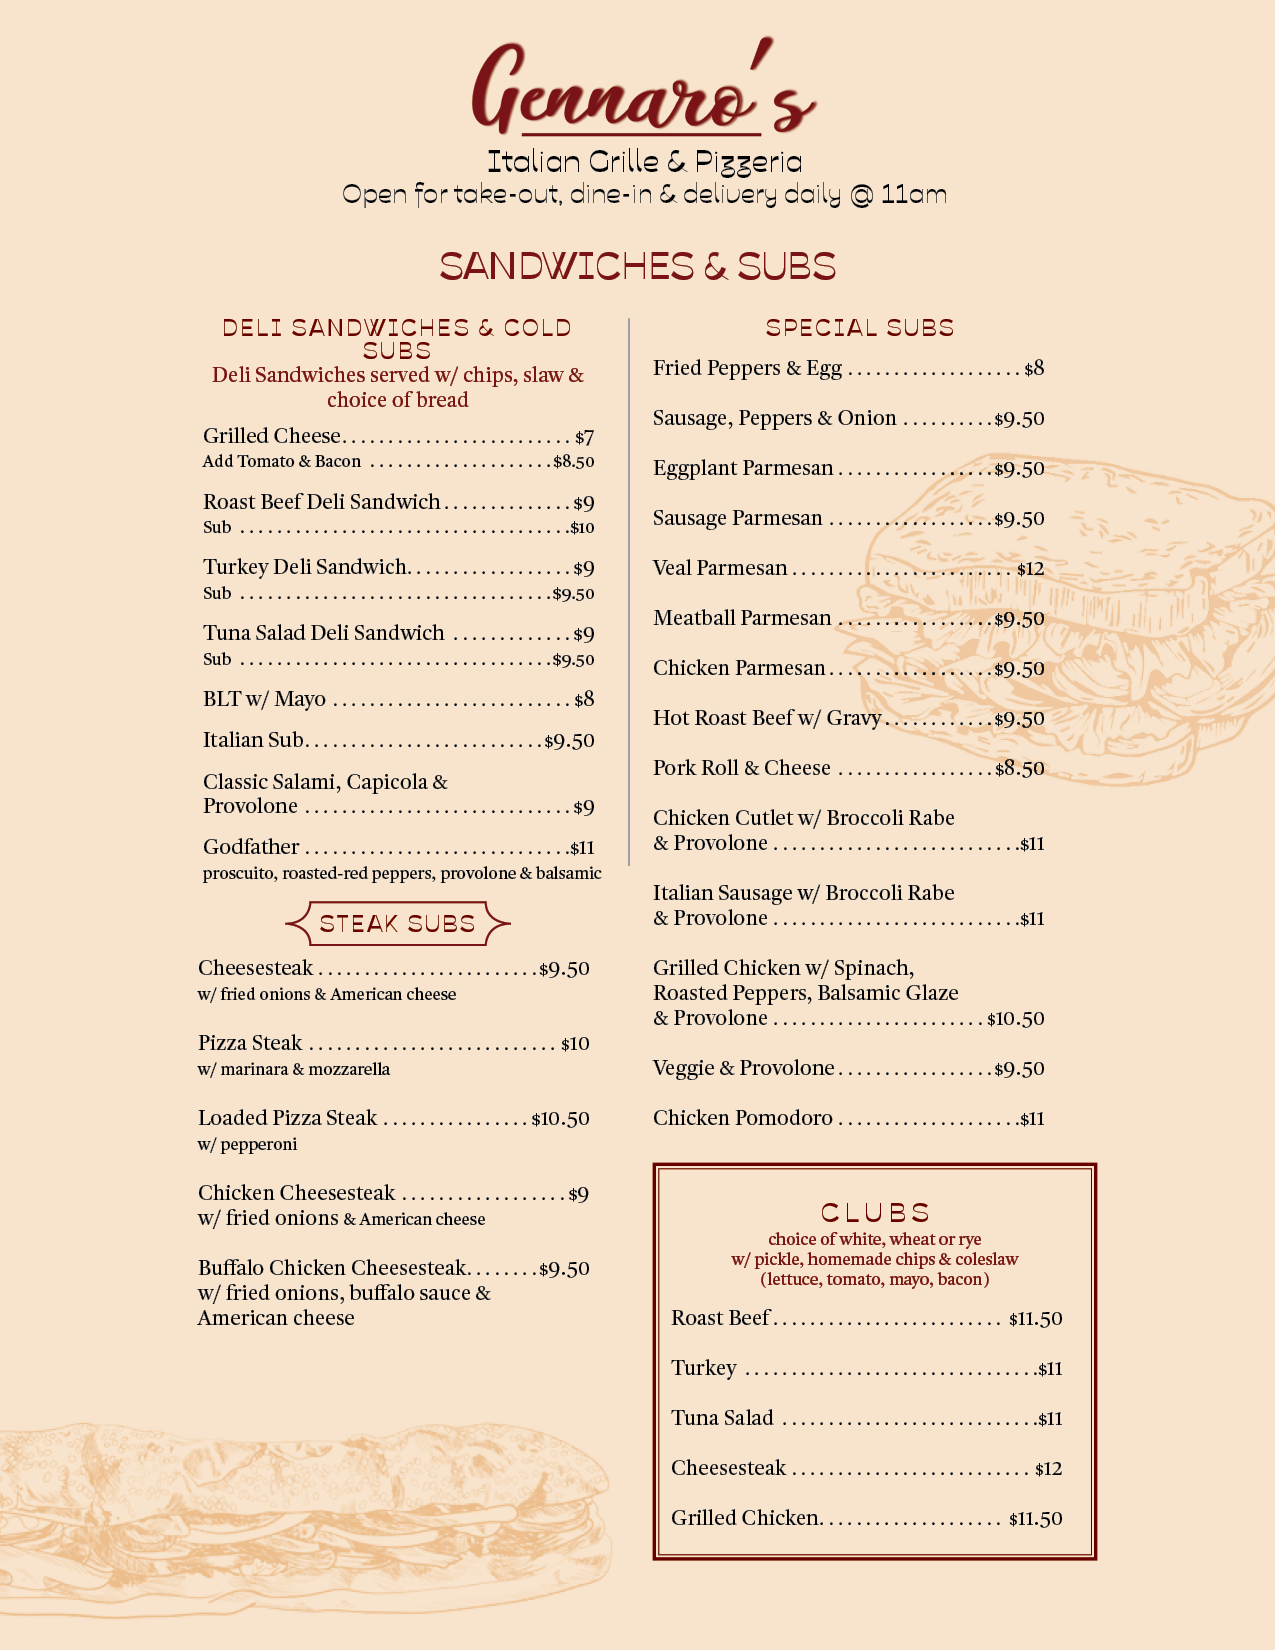 Gennaro's
Italian Grille & Pizzeria
Open for take-out, dine-in & delivery daily @ 11am
SANDWICHES & SUBS
DELI SANDWICHES & COLD
SUBS
Deli Sandwiches served w/ chips, slaw &
choice of bread
Grilled Cheese. . . . . . . . . . . . . . . . . . . . . . . . . $7
Add Tomato & Bacon . . . . . . . . . . . . . . . . . . . . $8.50
Roast Beef Deli Sandwich . . . . . . . . . . . . . . $9
Sub . . . . . . . . . . . . . . . . . . . . . . . . . . . . . . . . . . . .$10
Turkey Deli Sandwich. . . . . . . . . . . . . . . . . . $9
Sub . . . . . . . . . . . . . . . . . . . . . . . . . . . . . . . . . . $9.50
Tuna Salad Deli Sandwich . . . . . . . . . . . . . $9
Sub . . . . . . . . . . . . . . . . . . . . . . . . . . . . . . . . . . $9.50
BLT w/ Mayo . . . . . . . . . . . . . . . . . . . . . . . . . . $8
Italian Sub. . . . . . . . . . . . . . . . . . . . . . . . . . $9.50
Classic Salami, Capicola &
Provolone . . . . . . . . . . . . . . . . . . . . . . . . . . . . . $9
Godfather . . . . . . . . . . . . . . . . . . . . . . . . . . . . .$11
proscuito, roasted-red peppers, provolone & balsamic
STEAK SUBS
Cheesesteak . . . . . . . . . . . . . . . . . . . . . . . . $9.50
w/ fried onions & American cheese
Pizza Steak . . . . . . . . . . . . . . . . . . . . . . . . . . . $10
w/ marinara & mozzarella
Loaded Pizza Steak . . . . . . . . . . . . . . . . $10.50
w/ pepperoni
Chicken Cheesesteak . . . . . . . . . . . . . . . . . . $9
w/ fried onions & American cheese
Buffalo Chicken Cheesesteak. . . . . . . . $9.50
w/ fried onions, buffalo sauce &
American cheese
SPECIAL SUBS
Fried Peppers & Egg . . . . . . . . . . . . . . . . . . . $8
Sausage, Peppers & Onion . . . . . . . . . . $9.50
Eggplant Parmesan . . . . . . . . . . . . . . . . . $9.50
Sausage Parmesan . . . . . . . . . . . . . . . . . . $9.50
Veal Parmesan . . . . . . . . . . . . . . . . . . . . . . . . $12
Meatball Parmesan . . . . . . . . . . . . . . . . . $9.50
Chicken Parmesan . . . . . . . . . . . . . . . . . . $9.50
Hot Roast Beef w/ Gravy . . . . . . . . . . . . $9.50
Pork Roll & Cheese . . . . . . . . . . . . . . . . . $8.50
Chicken Cutlet w/ Broccoli Rabe
& Provolone . . . . . . . . . . . . . . . . . . . . . . . . . . .$11
Italian Sausage w/ Broccoli Rabe
& Provolone . . . . . . . . . . . . . . . . . . . . . . . . . . .$11
Grilled Chicken w/ Spinach,
Roasted Peppers, Balsamic Glaze
& Provolone . . . . . . . . . . . . . . . . . . . . . . . $10.50
Veggie & Provolone . . . . . . . . . . . . . . . . . $9.50
Chicken Pomodoro . . . . . . . . . . . . . . . . . . . .$11
CLUBS
choice of white, wheat or rye
w/ pickle, homemade chips & coleslaw
(lettuce, tomato, mayo, bacon)
Roast Beef . . . . . . . . . . . . . . . . . . . . . . . . . $11.50
Turkey . . . . . . . . . . . . . . . . . . . . . . . . . . . . . . . .$11
Tuna Salad . . . . . . . . . . . . . . . . . . . . . . . . . . . .$11
Cheesesteak . . . . . . . . . . . . . . . . . . . . . . . . . . $12
Grilled Chicken. . . . . . . . . . . . . . . . . . . . $11.50